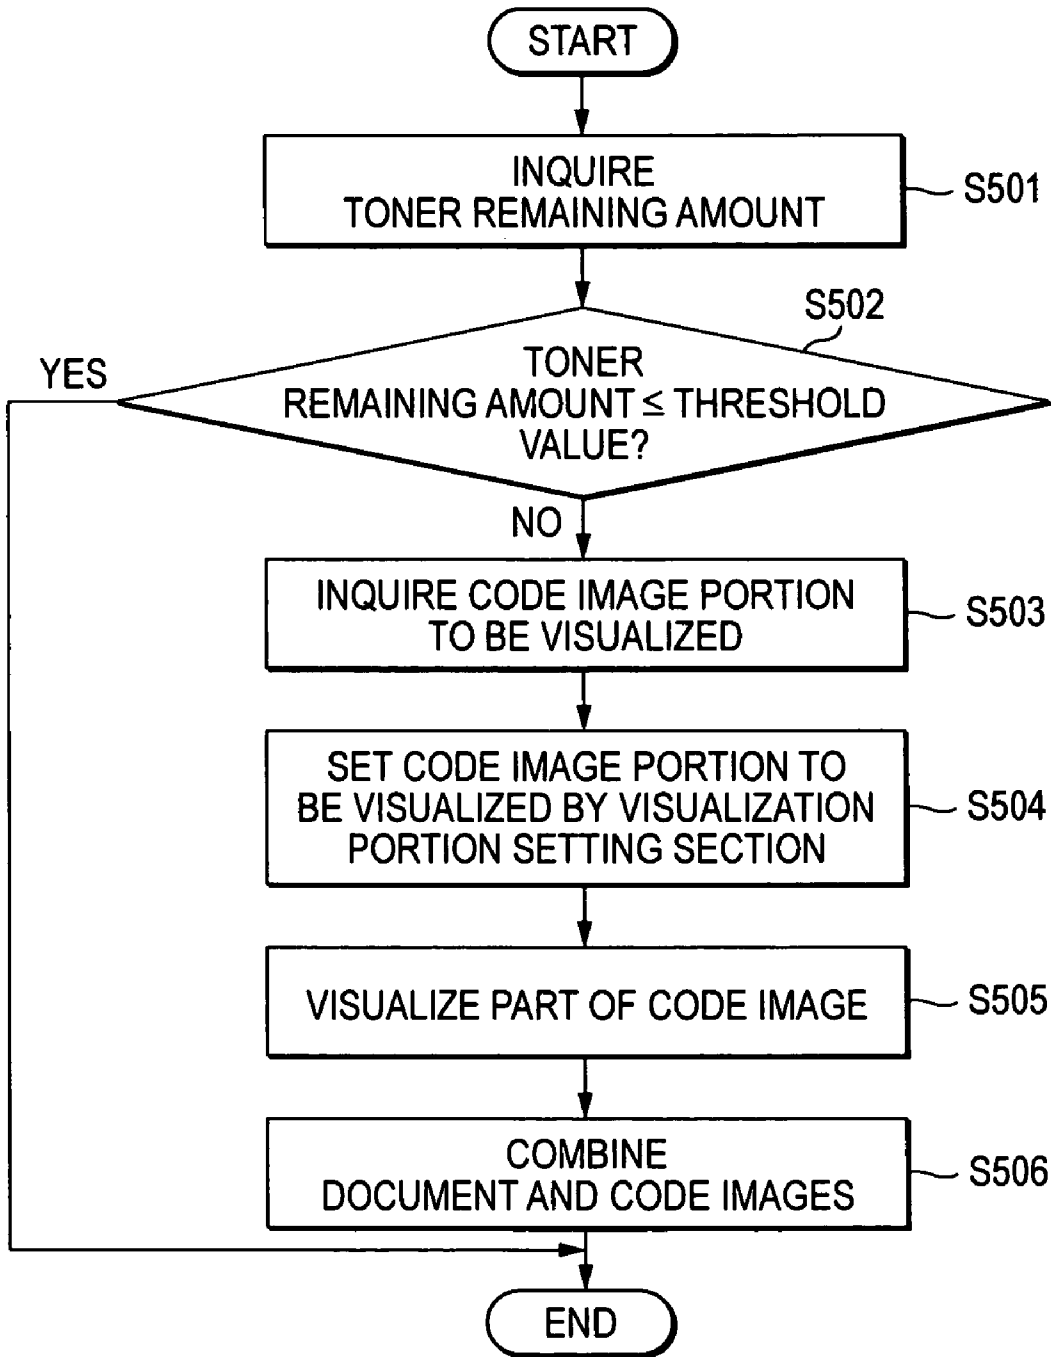 START
INQUIRE
TONER REMAINING AMOUNT
S501
S502
TONER
REMAINING AMOUNT ≤ THRESHOLD
VALUE?
YES
NO
INQUIRE CODE IMAGE PORTION
TO BE VISUALIZED
S503
SET CODE IMAGE PORTION TO
BE VISUALIZED BY VISUALIZATION
PORTION SETTING SECTION
S504
VISUALIZE PART OF CODE IMAGE
S505
COMBINE
DOCUMENT AND CODE IMAGES
S506
END